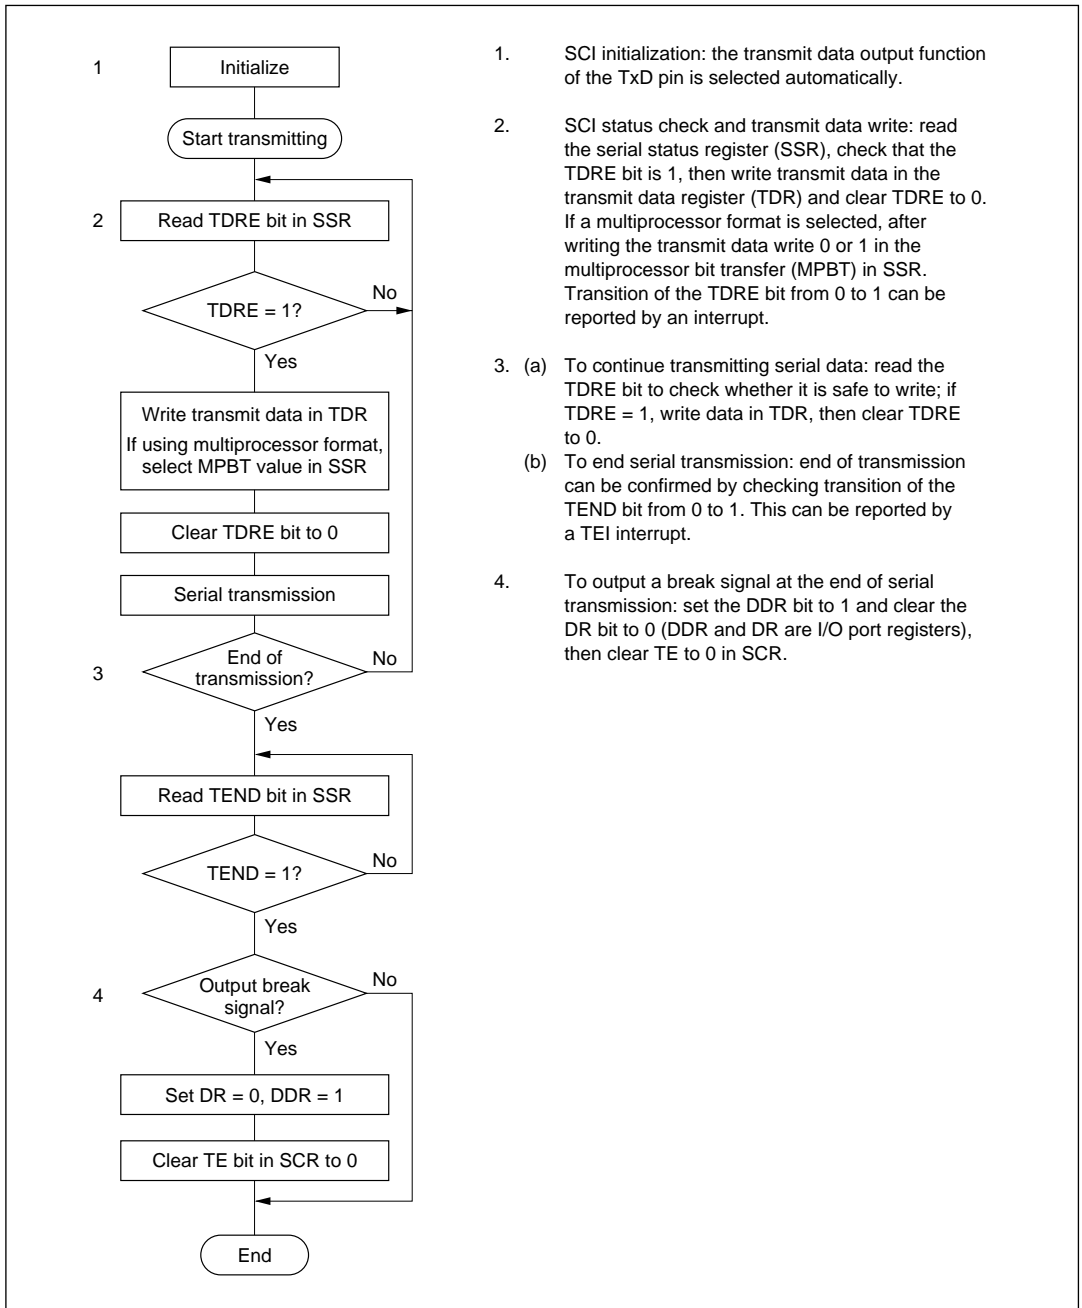 1
Initialize
Start transmitting
2
Read TDRE bit in SSR
TDRE = 1?
No
Yes
Write transmit data in TDR
If using multiprocessor format,
select MPBT value in SSR
Clear TDRE bit to 0
Serial transmission
3
End of
transmission?
No
Yes
Read TEND bit in SSR
TEND = 1?
No
Yes
4
Output break
signal?
No
Yes
Set DR = 0, DDR = 1
Clear TE bit in SCR to 0
End
1. SCI initialization: the transmit data output function
of the TxD pin is selected automatically.
2. SCI status check and transmit data write: read
the serial status register (SSR), check that the
TDRE bit is 1, then write transmit data in the
transmit data register (TDR) and clear TDRE to 0.
If a multiprocessor format is selected, after
writing the transmit data write 0 or 1 in the
multiprocessor bit transfer (MPBT) in SSR.
Transition of the TDRE bit from 0 to 1 can be
reported by an interrupt.
3. (a) To continue transmitting serial data: read the
TDRE bit to check whether it is safe to write; if
TDRE = 1, write data in TDR, then clear TDRE
to 0.
(b) To end serial transmission: end of transmission
can be confirmed by checking transition of the
TEND bit from 0 to 1. This can be reported by
a TEI interrupt.
4. To output a break signal at the end of serial
transmission: set the DDR bit to 1 and clear the
DR bit to 0 (DDR and DR are I/O port registers),
then clear TE to 0 in SCR.